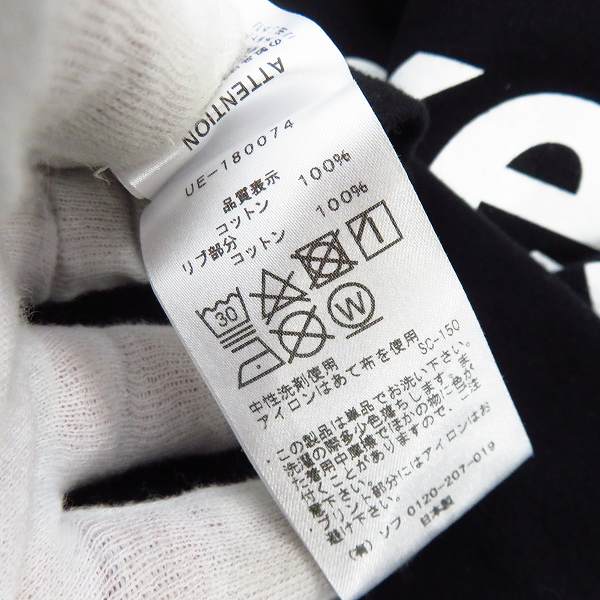 ATTENTION
UE-180074
品質表示
コットン 100%
リブ部分
コットン 100%
30
W
中性洗剤使用
アイロンはあて布を使用 SC-150
この製品は単品でお洗い下さい。
洗濯の際多少色落ちします。また
着用中摩擦でほかの物に色が
つくことがありますので、ご注
意下さい。
プリント部分にはアイロンはお
避け下さい。
(有) ソフ 0120-207-019
日本製